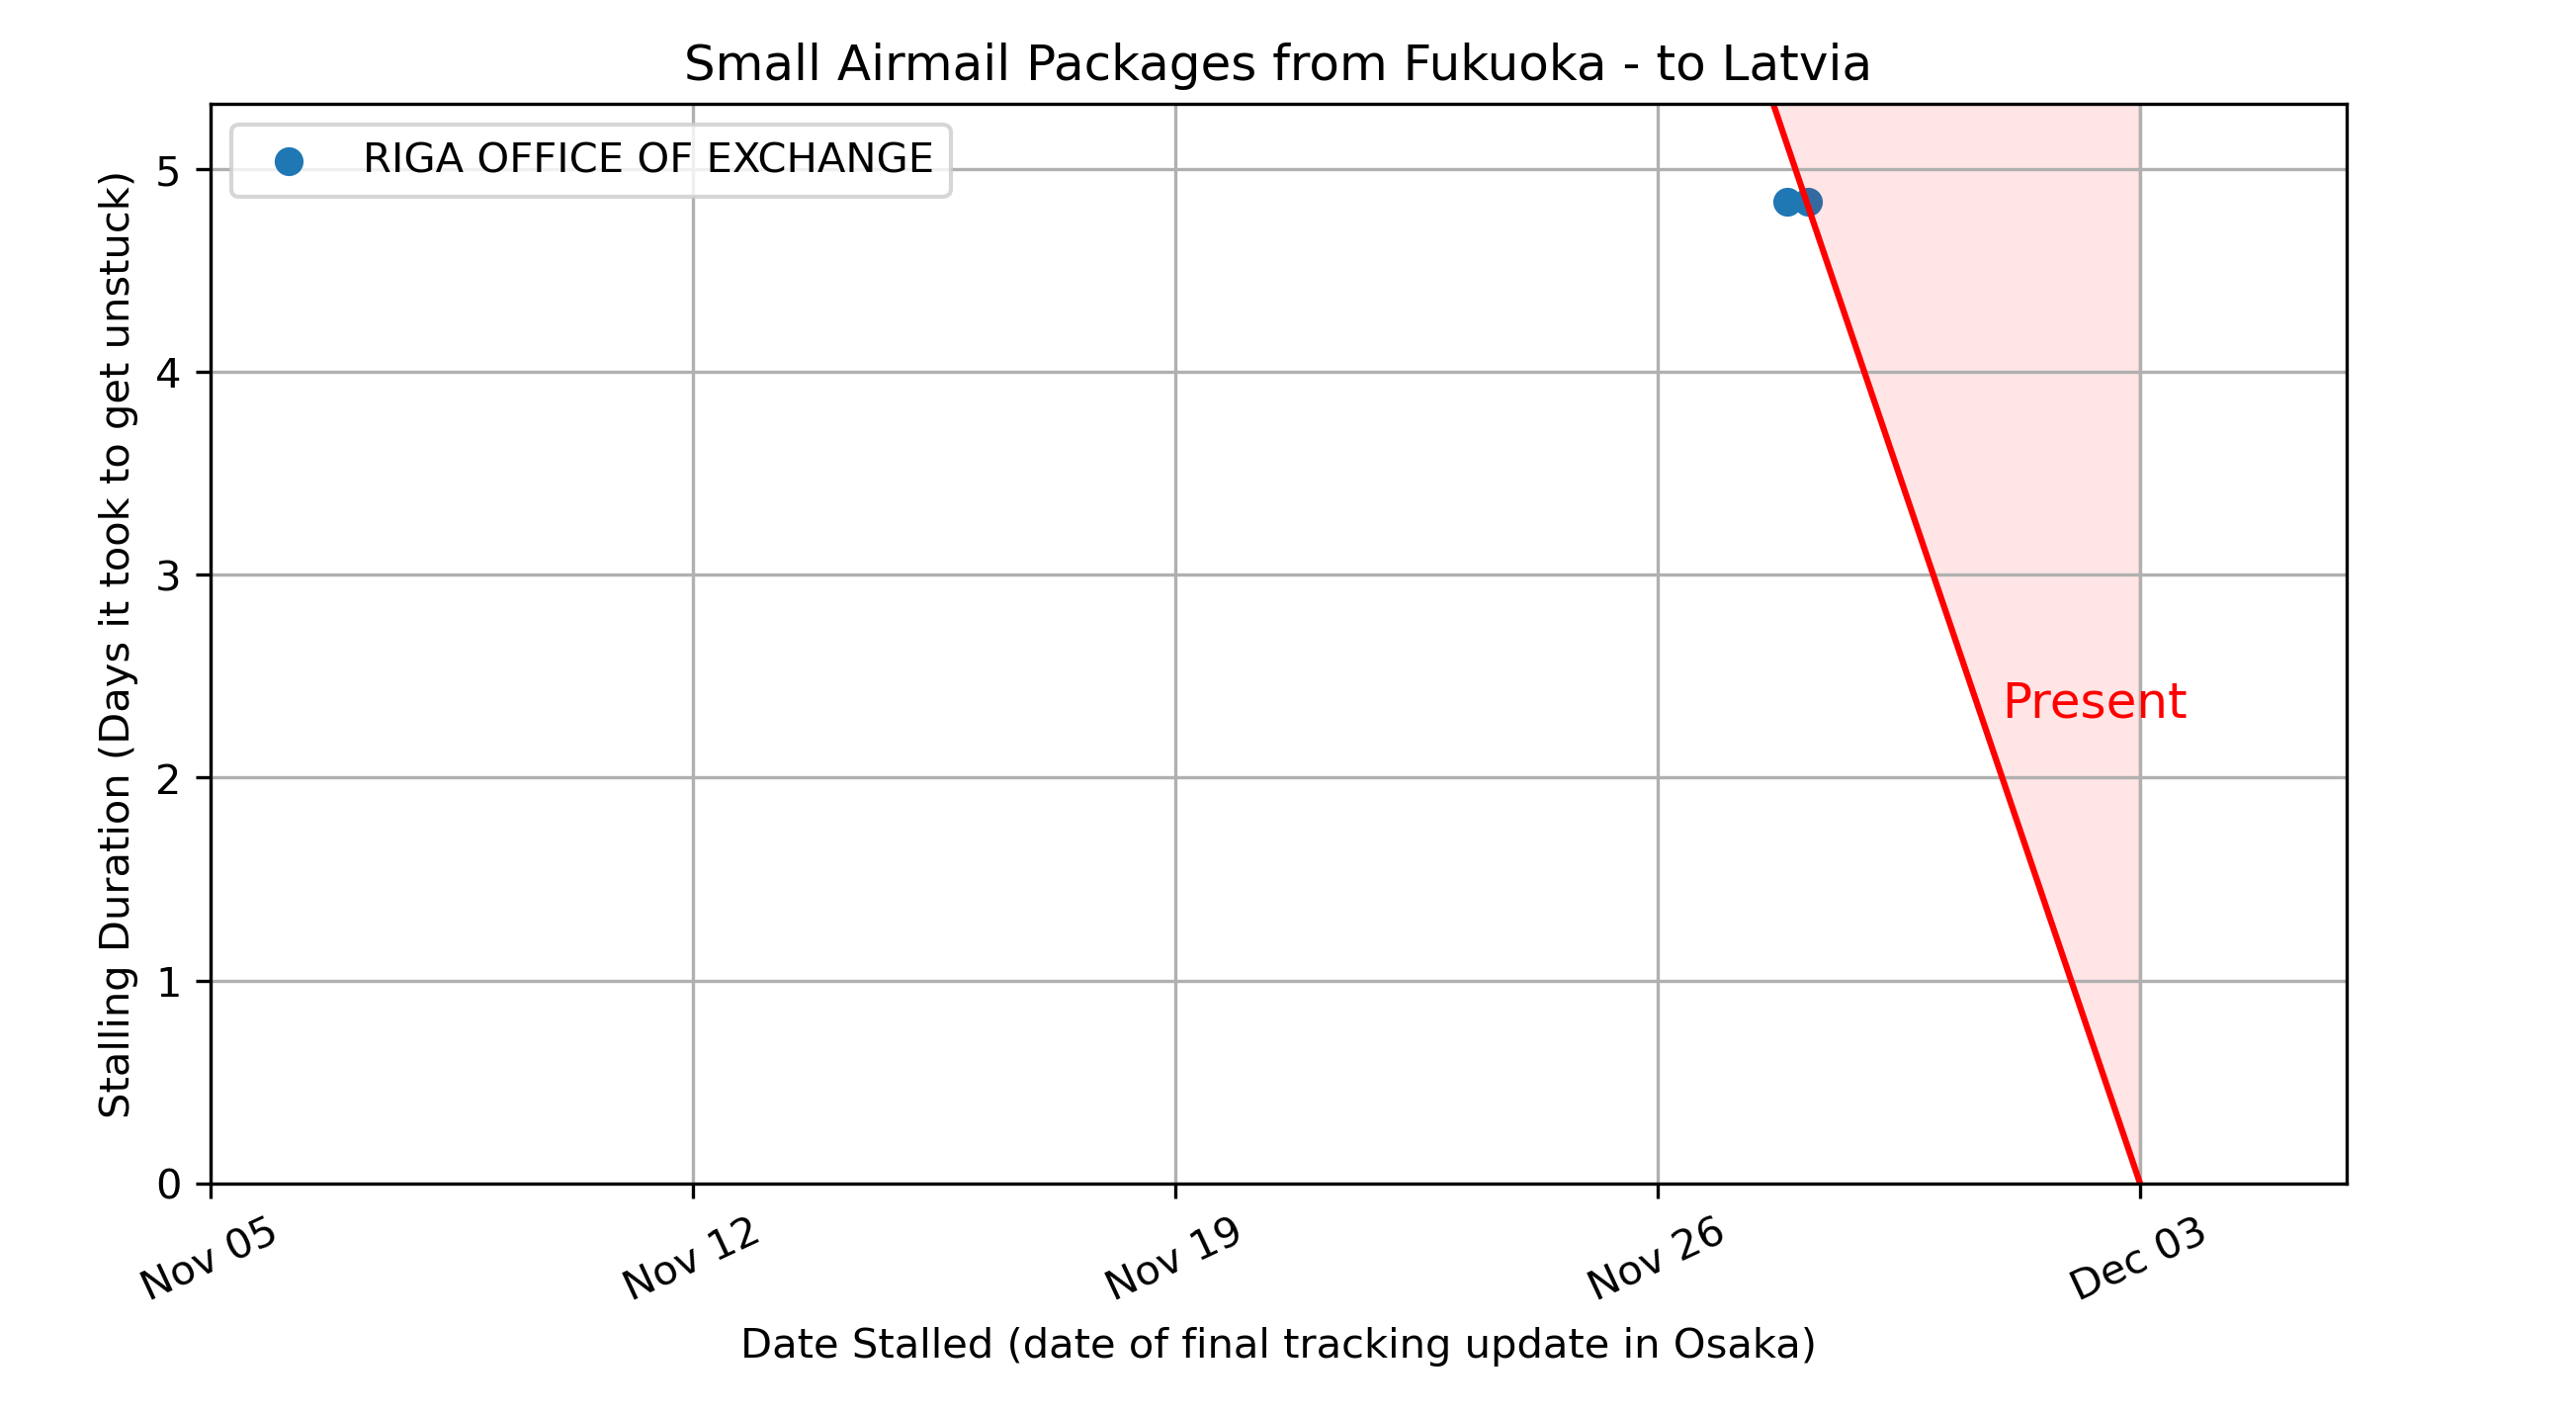 Small Airmail Packages from Fukuoka - to Latvia
RIGA OFFICE OF EXCHANGE
Stalling Duration (Days it took to get unstuck)
5
4
3
2
1
0
Present
Nov 05
Nov 12
Nov 19
Nov 26
Dec 03
Date Stalled (date of final tracking update in Osaka)